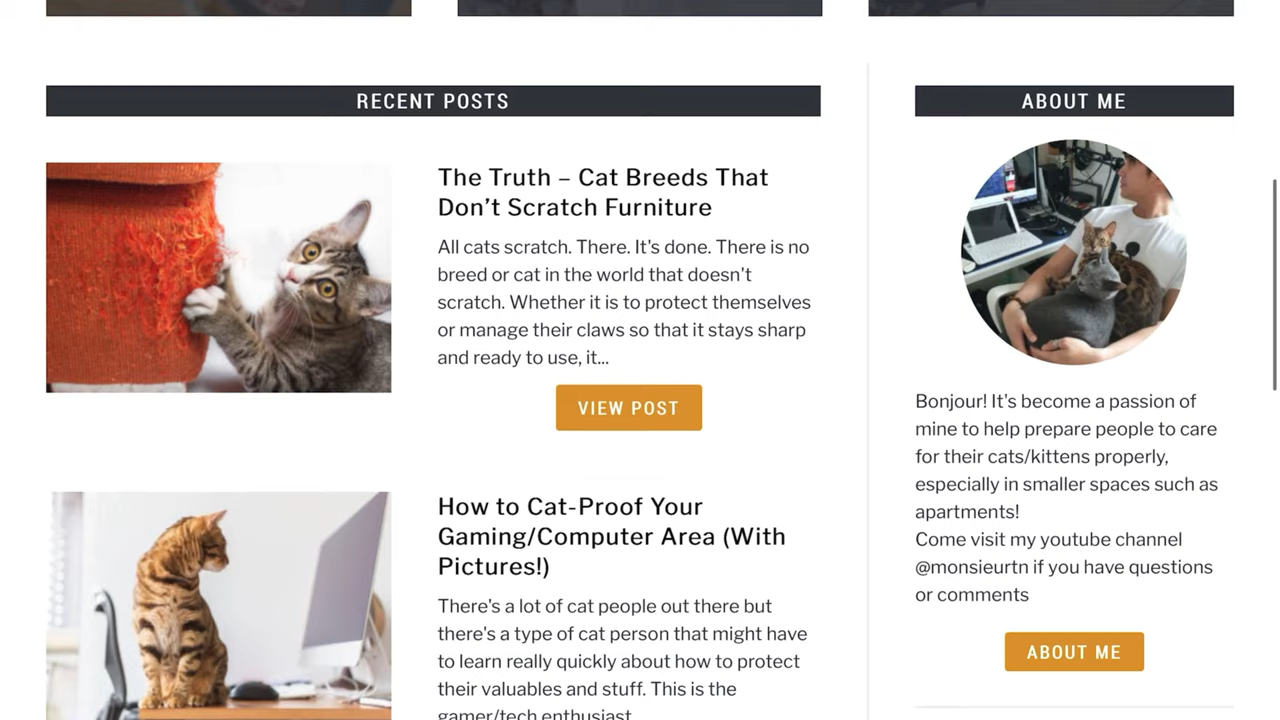 RECENT POSTS
The Truth – Cat Breeds That
Don’t Scratch Furniture
All cats scratch. There. It's done. There is no
breed or cat in the world that doesn't
scratch. Whether it is to protect themselves
or manage their claws so that it stays sharp
and ready to use, it...
VIEW POST
How to Cat-Proof Your
Gaming/Computer Area (With
Pictures!)
There's a lot of cat people out there but
there's a type of cat person that might have
to learn really quickly about how to protect
their valuables and stuff. This is the
gamer/tech enthusiast
ABOUT ME
Bonjour! It's become a passion of
mine to help prepare people to care
for their cats/kittens properly,
especially in smaller spaces such as
apartments!
Come visit my youtube channel
@monsieurtn if you have questions
or comments
ABOUT ME